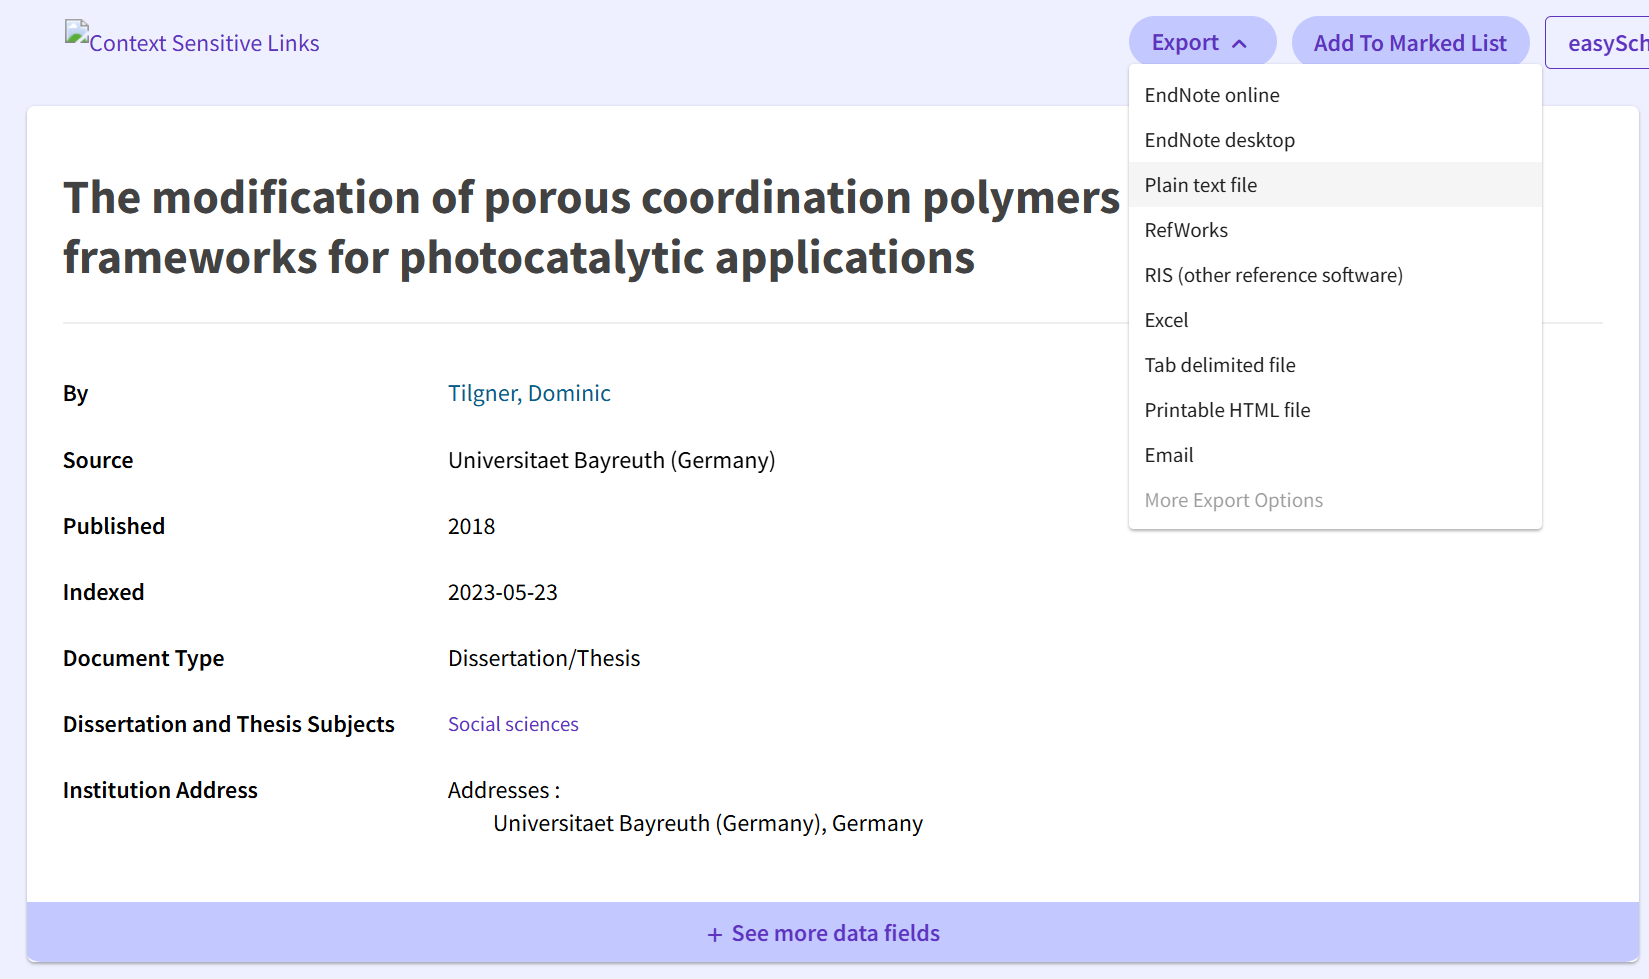 Context Sensitive Links
Export
Add To Marked List
easySch
EndNote online
EndNote desktop
Plain text file
RefWorks
RIS (other reference software)
Excel
Tab delimited file
Printable HTML file
Email
More Export Options
The modification of porous coordination polymers
frameworks for photocatalytic applications
By
Tilgner, Dominic
Source
Universitaet Bayreuth (Germany)
Published
2018
Indexed
2023-05-23
Document Type
Dissertation/Thesis
Dissertation and Thesis Subjects
Social sciences
Institution Address
Addresses :
Universitaet Bayreuth (Germany), Germany
+ See more data fields